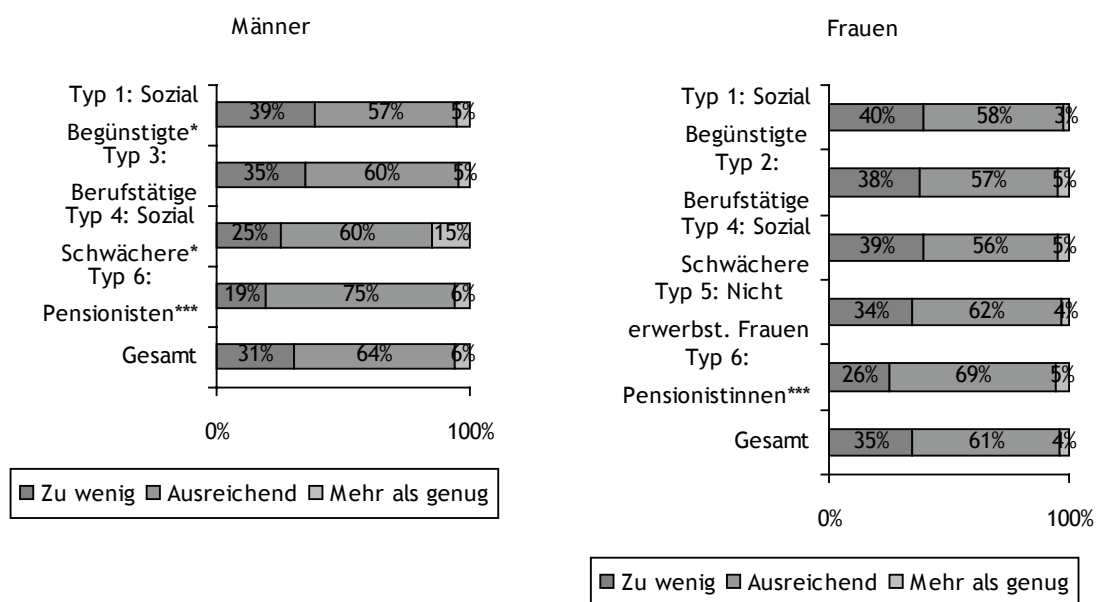 Männer
Typ 1: Sozial
Begünstigte*
39% 57% 5%
Typ 3:
Berufstätige
35% 60% 5%
Typ 4: Sozial
Schwächere*
25% 60% 15%
Typ 6:
Pensionisten***
19% 75% 6%
Gesamt
31% 64% 6%
0% 100%
Zu wenig Ausreichend Mehr als genug
Frauen
Typ 1: Sozial
Begünstigte
40% 58% 3%
Typ 2:
Berufstätige
38% 57% 5%
Typ 4: Sozial
Schwächere
39% 56% 5%
Typ 5: Nicht
erwerbst. Frauen
34% 62% 4%
Typ 6:
Pensionistinnen***
26% 69% 5%
Gesamt
35% 61% 4%
0% 100%
Zu wenig Ausreichend Mehr als genug